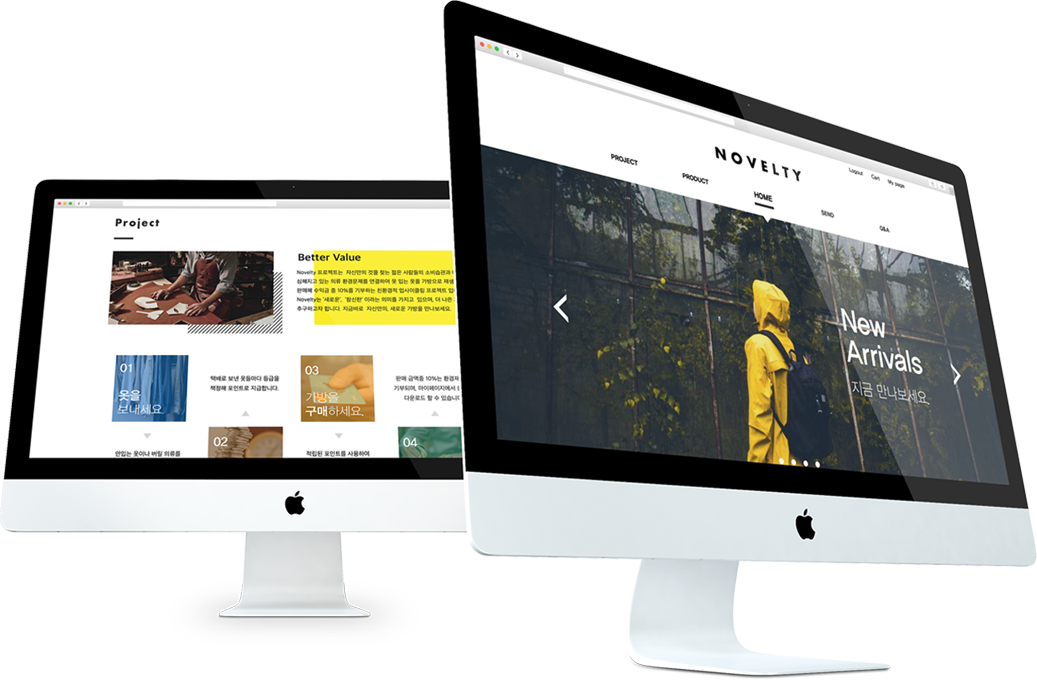 Project
Better Value
Novelty 프로젝트는 자신만의 것을 찾는 젊은 사람들의 소비습관과
심해지고 있는 의류 환경문제를 연결하여 못 입는 옷을 가방으로 재생
판매해 수익금 중 10%를 기부하는 친환경적 업사이클링 프로젝트
Novelty는 '새로운', '참신한' 이라는 의미를 가지고 있으며, 더 나은
추구하고자 합니다. 지금바로 자신만의, 새로운 가방을 만나보세요.
01
옷을
보내세요.
택배로 보낸 옷들마다 등급을
책정해 포인트로 지급합니다.
03
가방을
구매하세요.
판매 금액중 10%는 환경
기부되며, 마이페이지에서
다운로드 할 수 있습니
02
안입는 옷이나 버릴 의류를
적립된 포인트를 사용하여
04
NOVELTY
Logout Cart My page
PROJECT PRODUCT HOME SEND Q&A
New
Arrivals
지금 만나보세요.